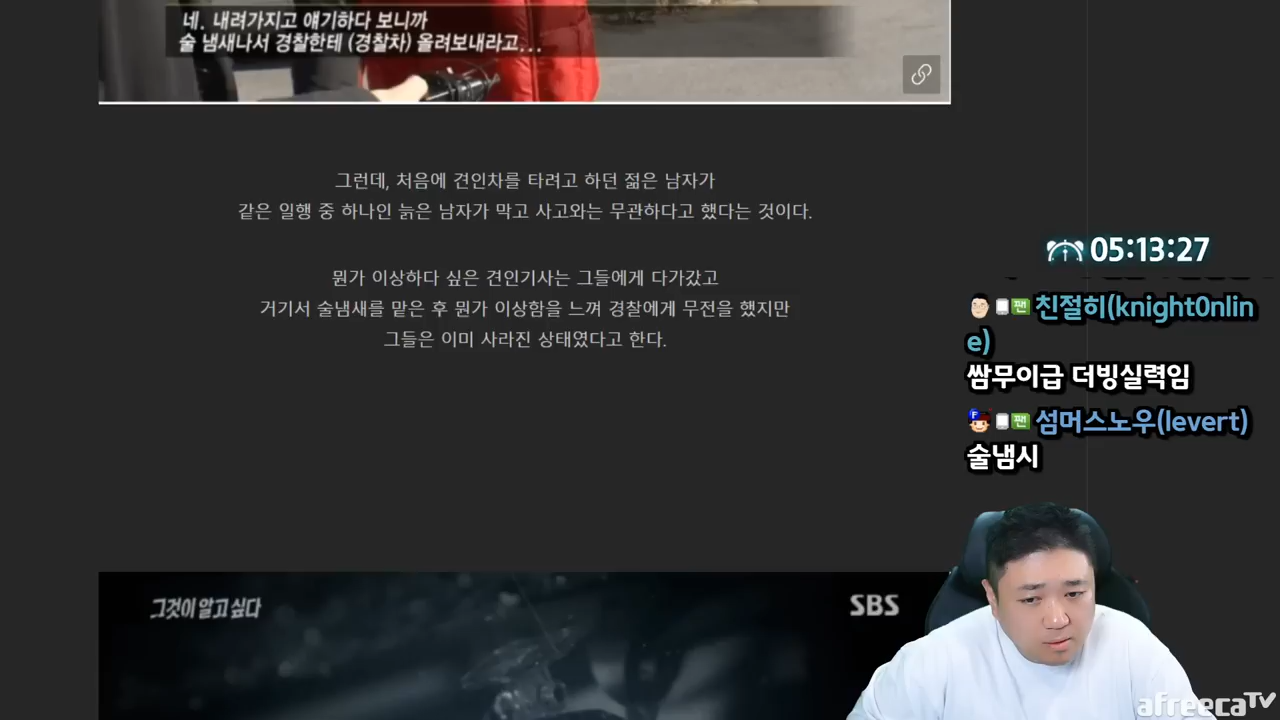 네. 내려가지고 얘기하다 보니까
술 냄새나서 경찰한테 (경찰차) 올려보내라고...
그런데, 처음에 견인차를 타려고 하던 젊은 남자가
같은 일행 중 하나인 늙은 남자가 막고 사고와는 무관하다고 했다는 것이다.
뭔가 이상하다 싶은 견인기사는 그들에게 다가갔고
거기서 술냄새를 맡은 후 뭔가 이상함을 느껴 경찰에게 무전을 했지만
그들은 이미 사라진 상태였다고 한다.
05:13:27
팬 친절히(knight0nlin
e)
쌈무이급 더빙실력임
F 팬 섬머스노우(levert)
술냄시
그것이 알고 싶다
SBS
afreecaTV